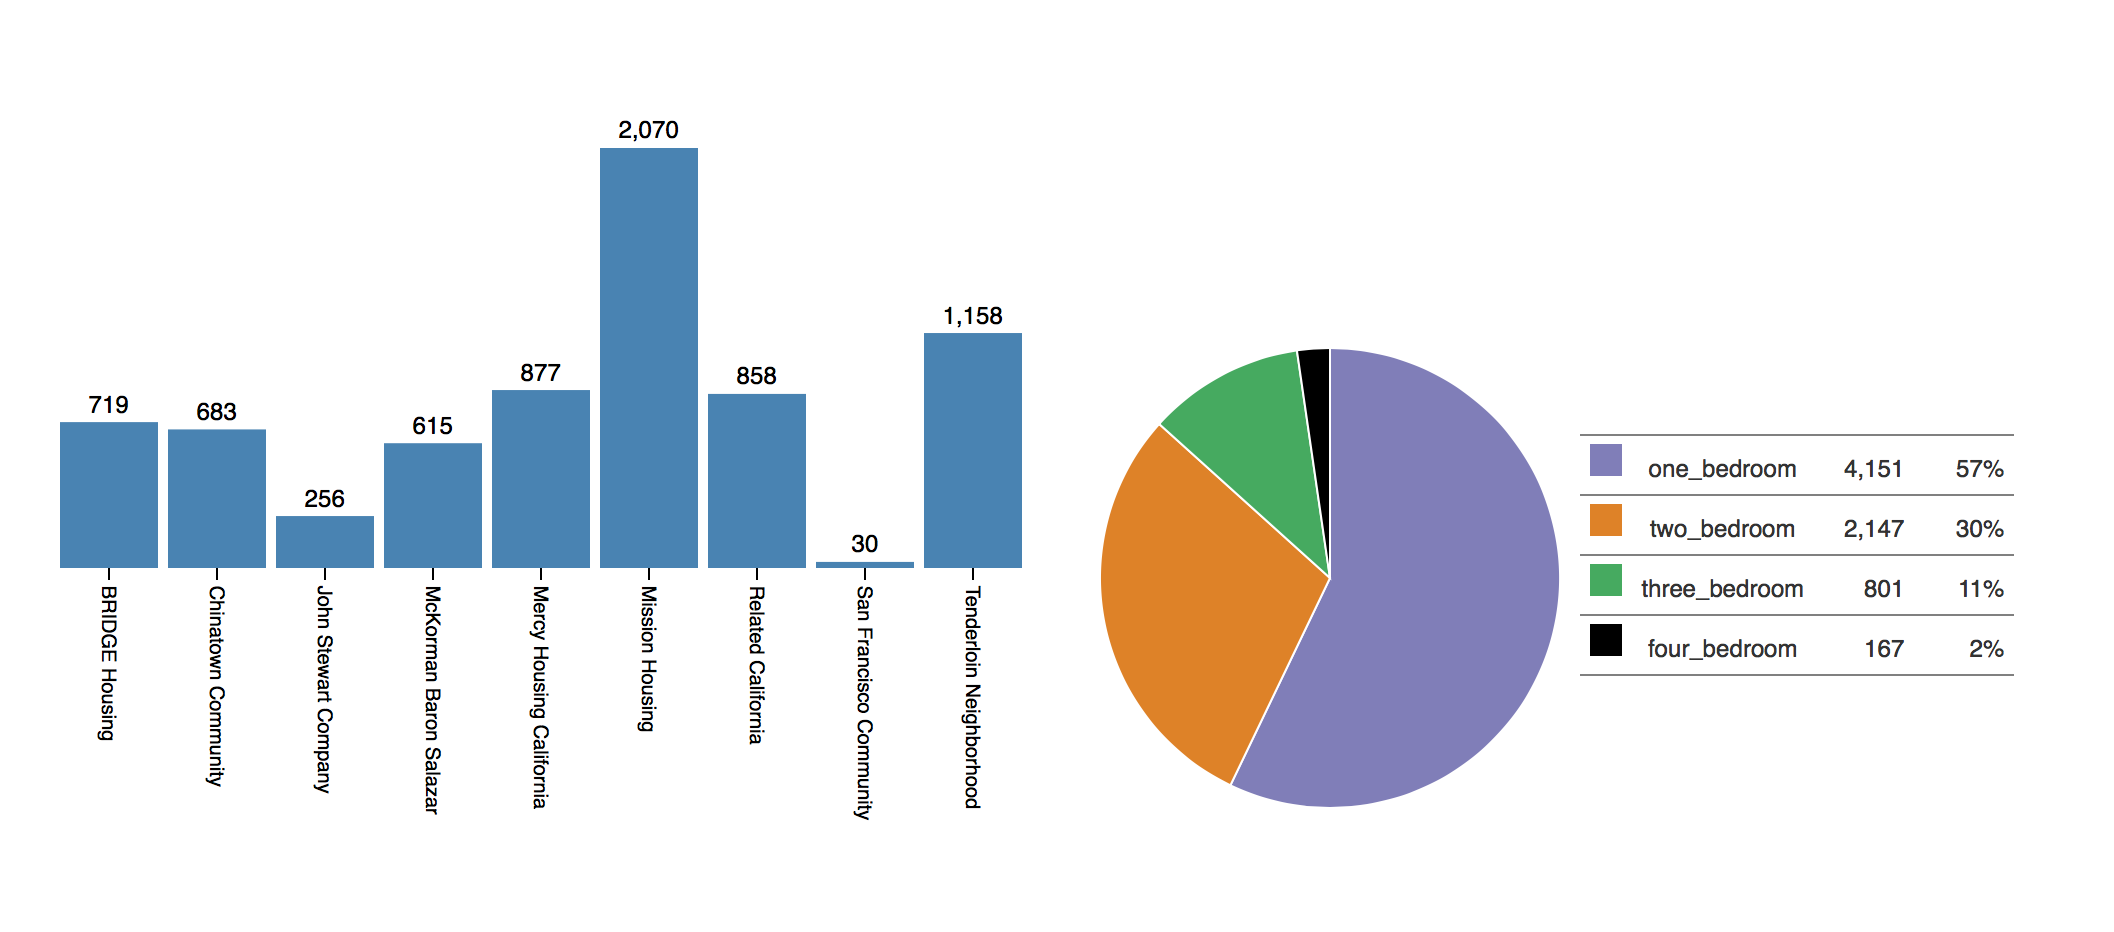 2,070
1,158
877
858
719
683
615
256
30
BRIDGE Housing
Chinatown Community
John Stewart Company
McKorman Baron Salazar
Mercy Housing California
Mission Housing
Related California
San Francisco Community
Tenderloin Neighborhood
one_bedroom 4,151 57%
two_bedroom 2,147 30%
three_bedroom 801 11%
four_bedroom 167 2%